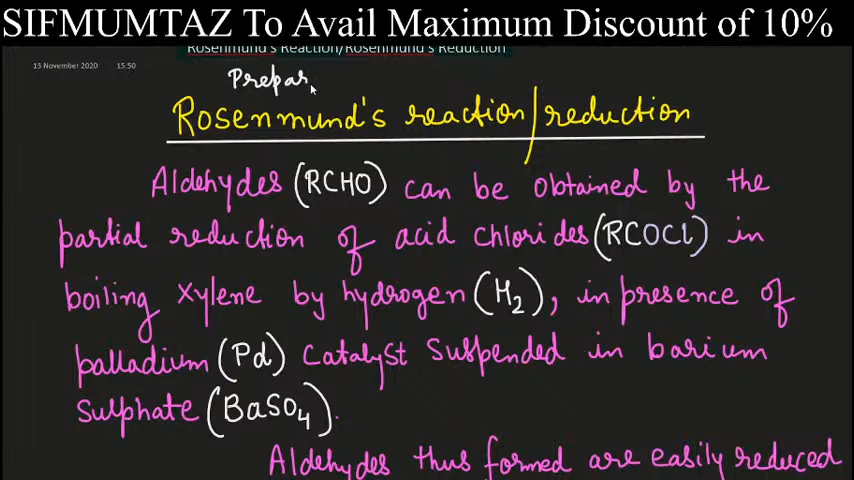 SIFMUMTAZ To Avail Maximum Discount of 10%
Rosenmund's Reaction/Rosenmund's Reduction
13 November 2020 15:50
Prepar
Rosenmund's reaction/reduction
Aldehydes (RCHO) can be obtained by the
partial reduction of acid chlorides (RCOCl) in
boiling xylene by hydrogen (H₂), in presence of
palladium (Pd) catalyst suspended in barium
sulphate (BaSO₄).
Aldehydes thus formed are easily reduced